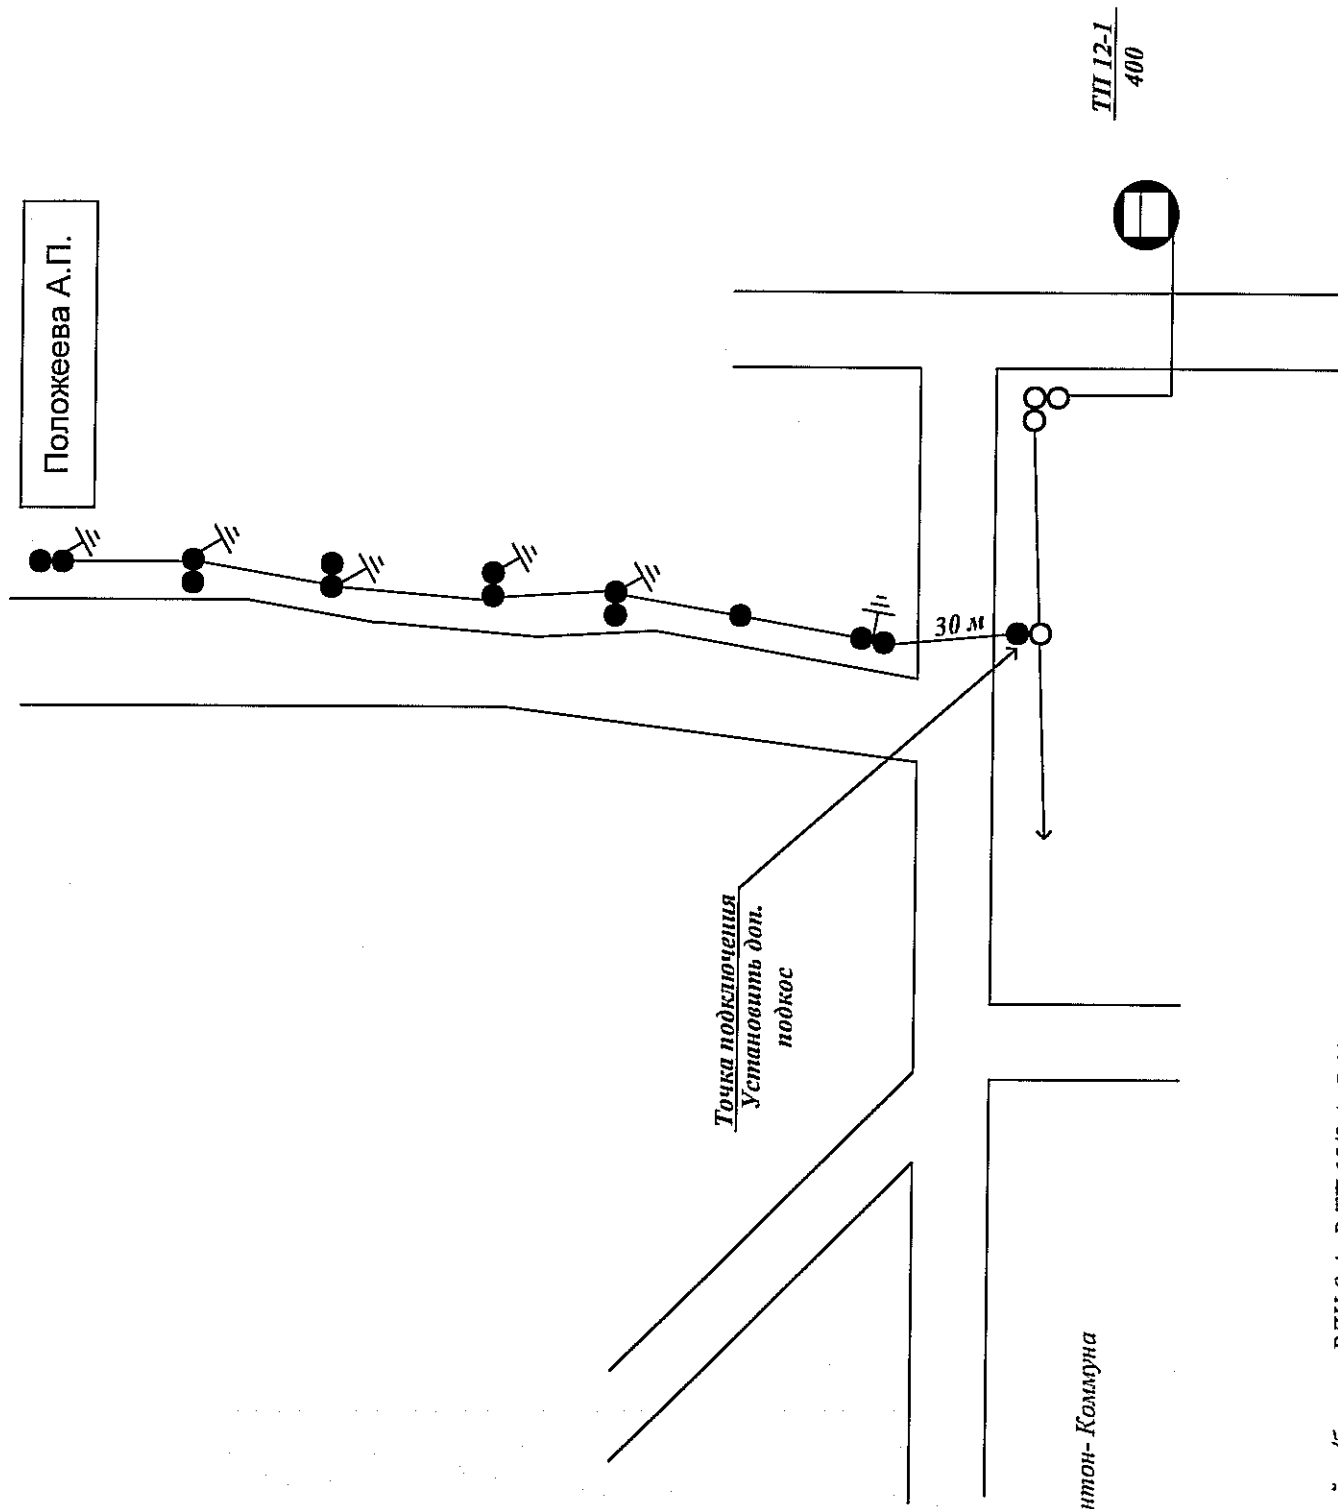 Положеева А.П.
ТП 12-1
400
30 м
Точка подключения
Установить доп.
подкос
нтон- Коммуна